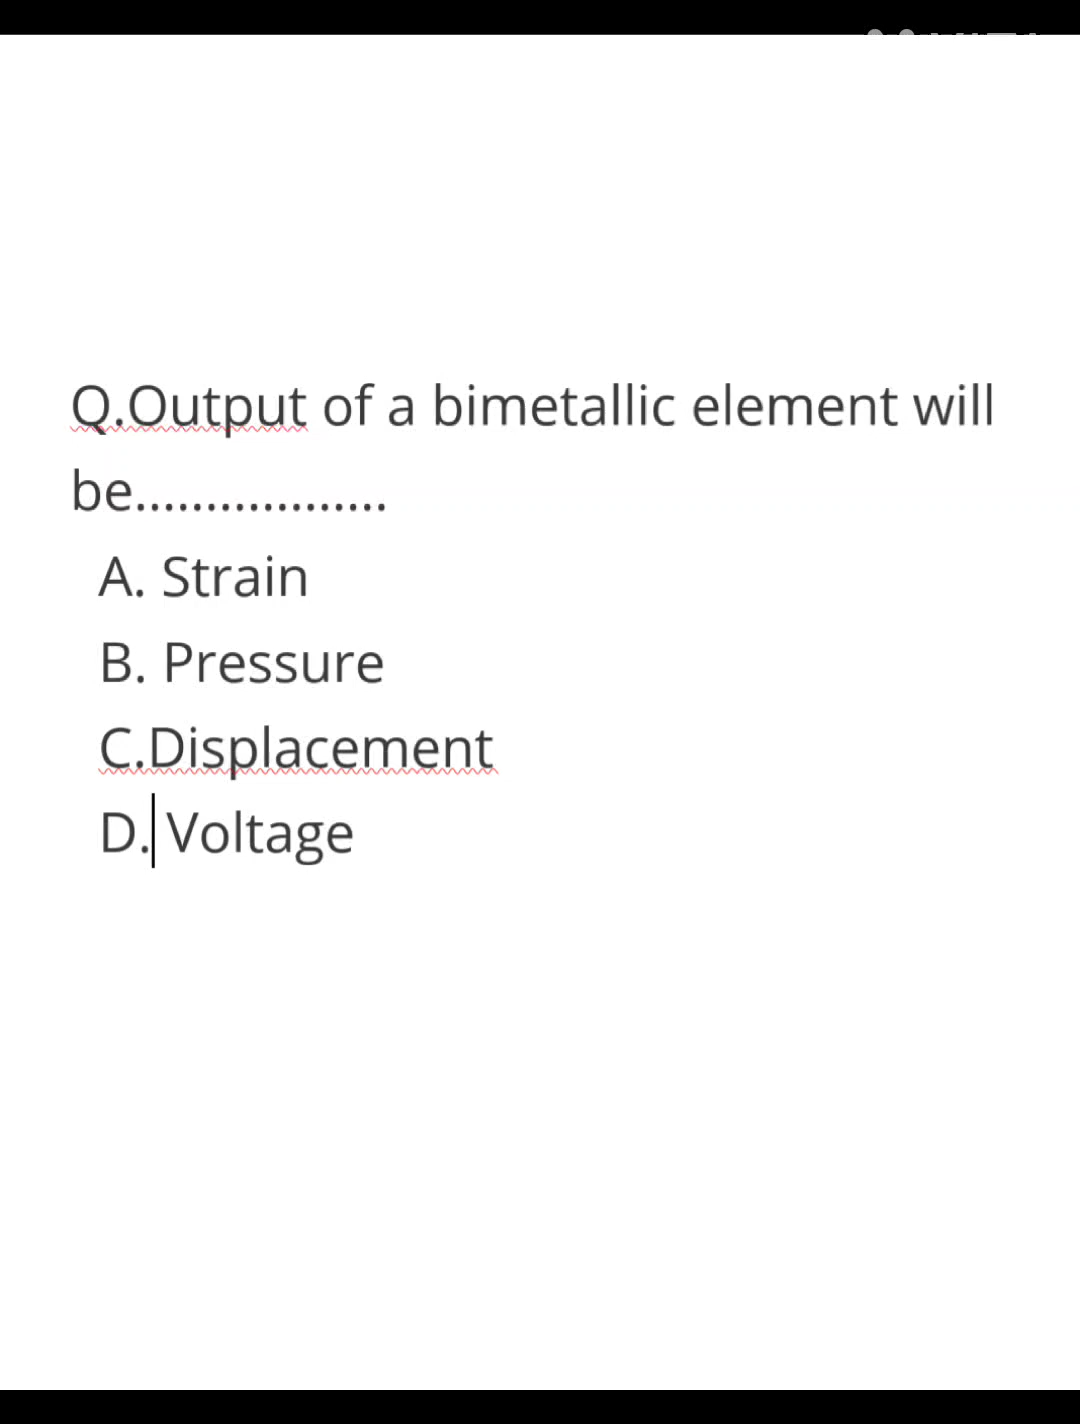 Q.Output of a bimetallic element will
be..................
A. Strain
B. Pressure
C.Displacement
D. Voltage